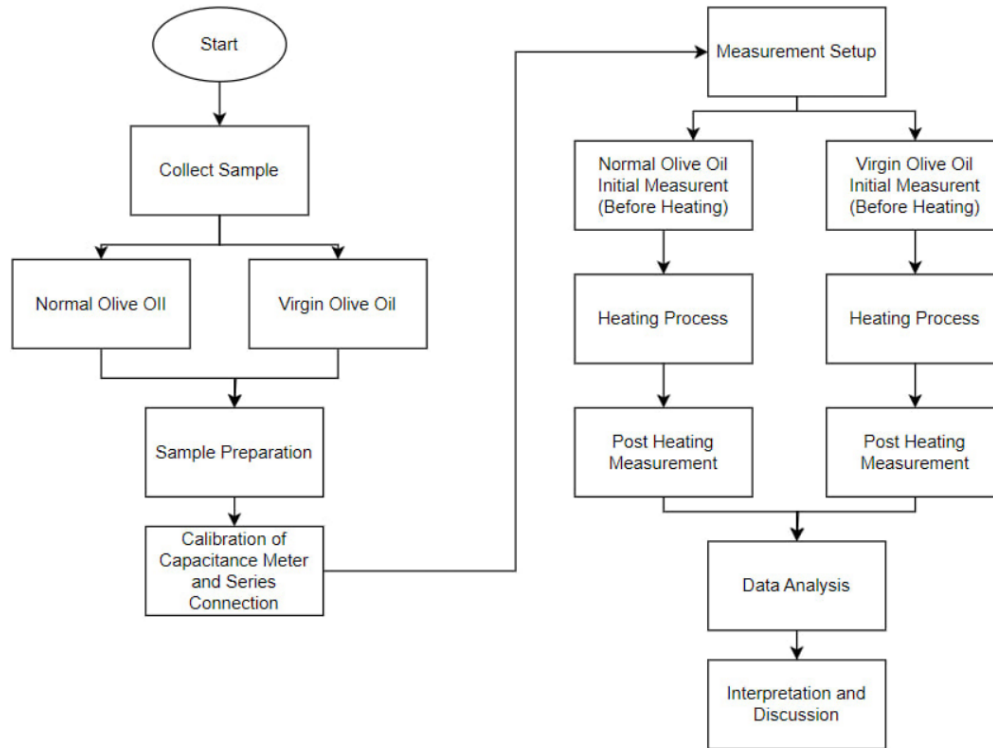 Start
Collect Sample
Normal Olive OIl
Virgin Olive Oil
Sample Preparation
Calibration of
Capacitance Meter
and Series
Connection
Measurement Setup
Normal Olive Oil
Initial Measurent
(Before Heating)
Virgin Olive Oil
Initial Measurent
(Before Heating)
Heating Process
Heating Process
Post Heating
Measurement
Post Heating
Measurement
Data Analysis
Interpretation and
Discussion